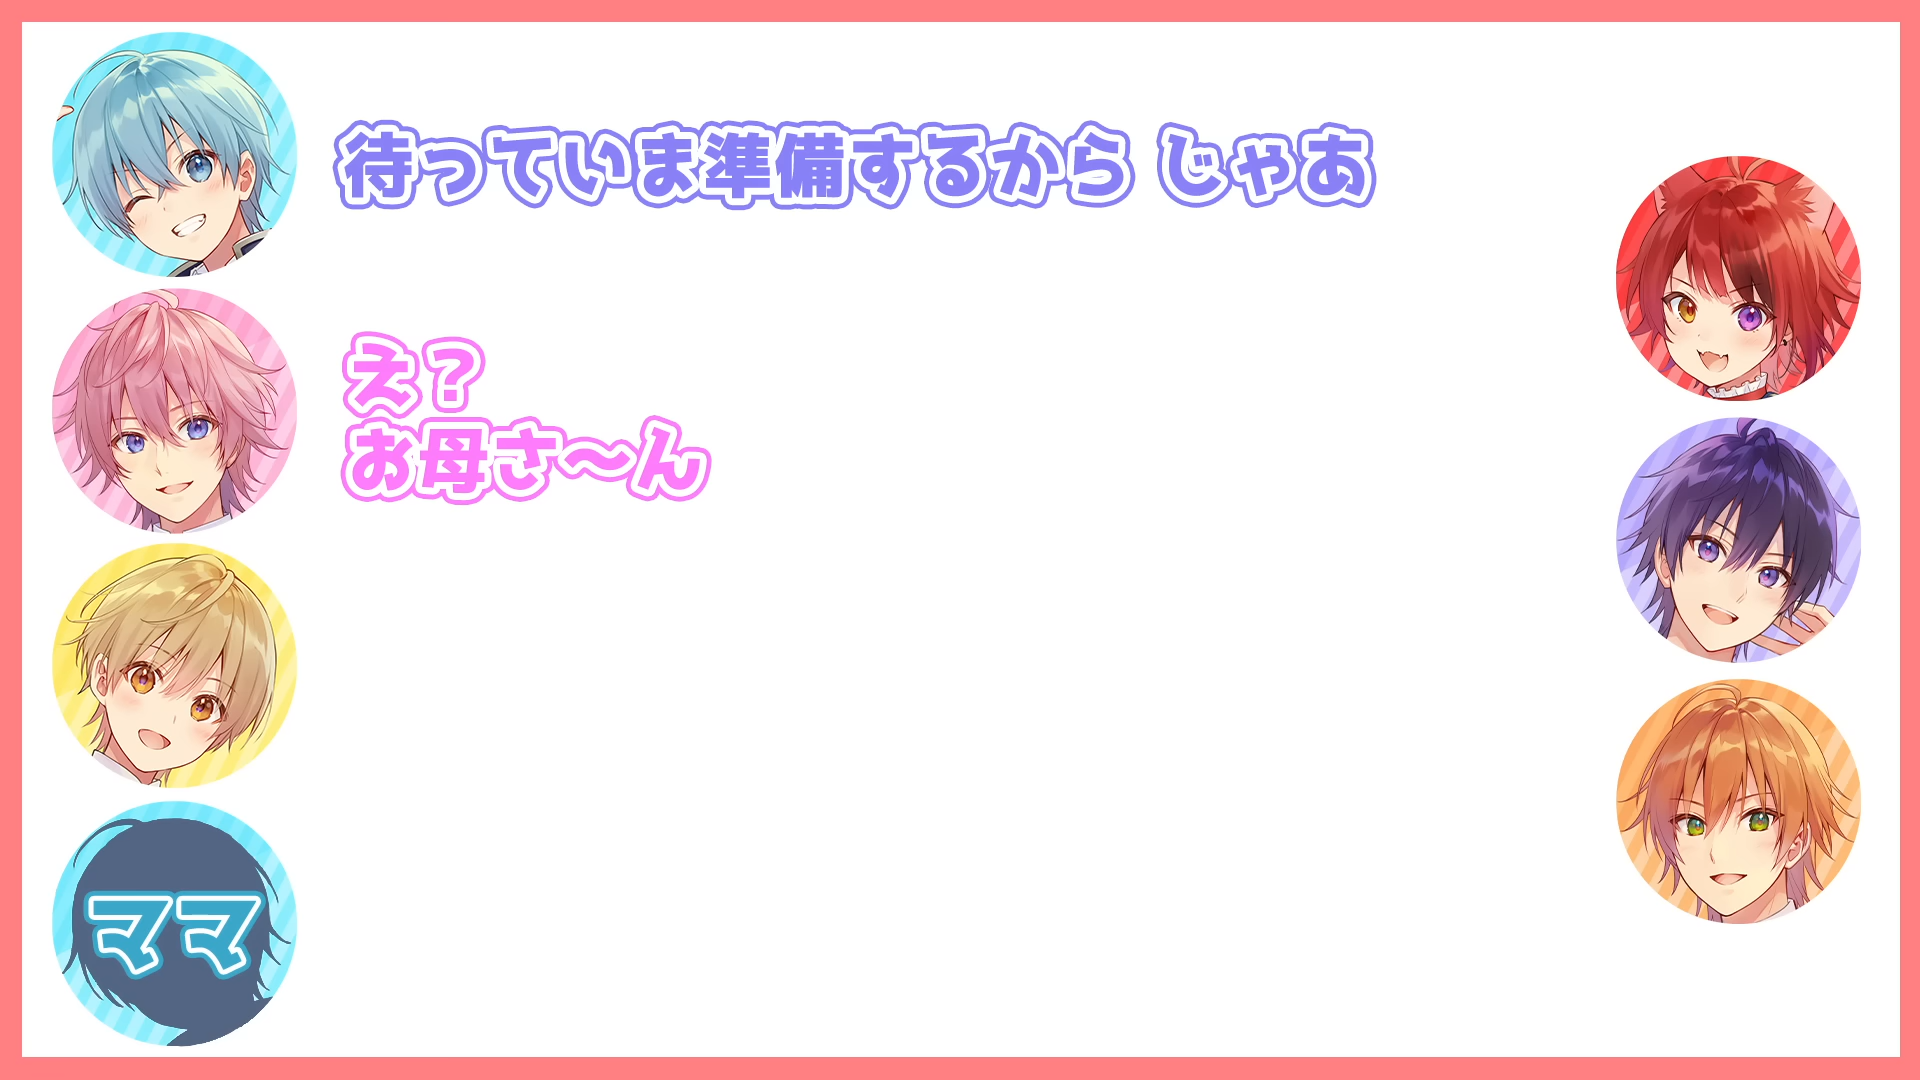 待っていま準備するから じゃあ
え？
お母さ～ん
ママ